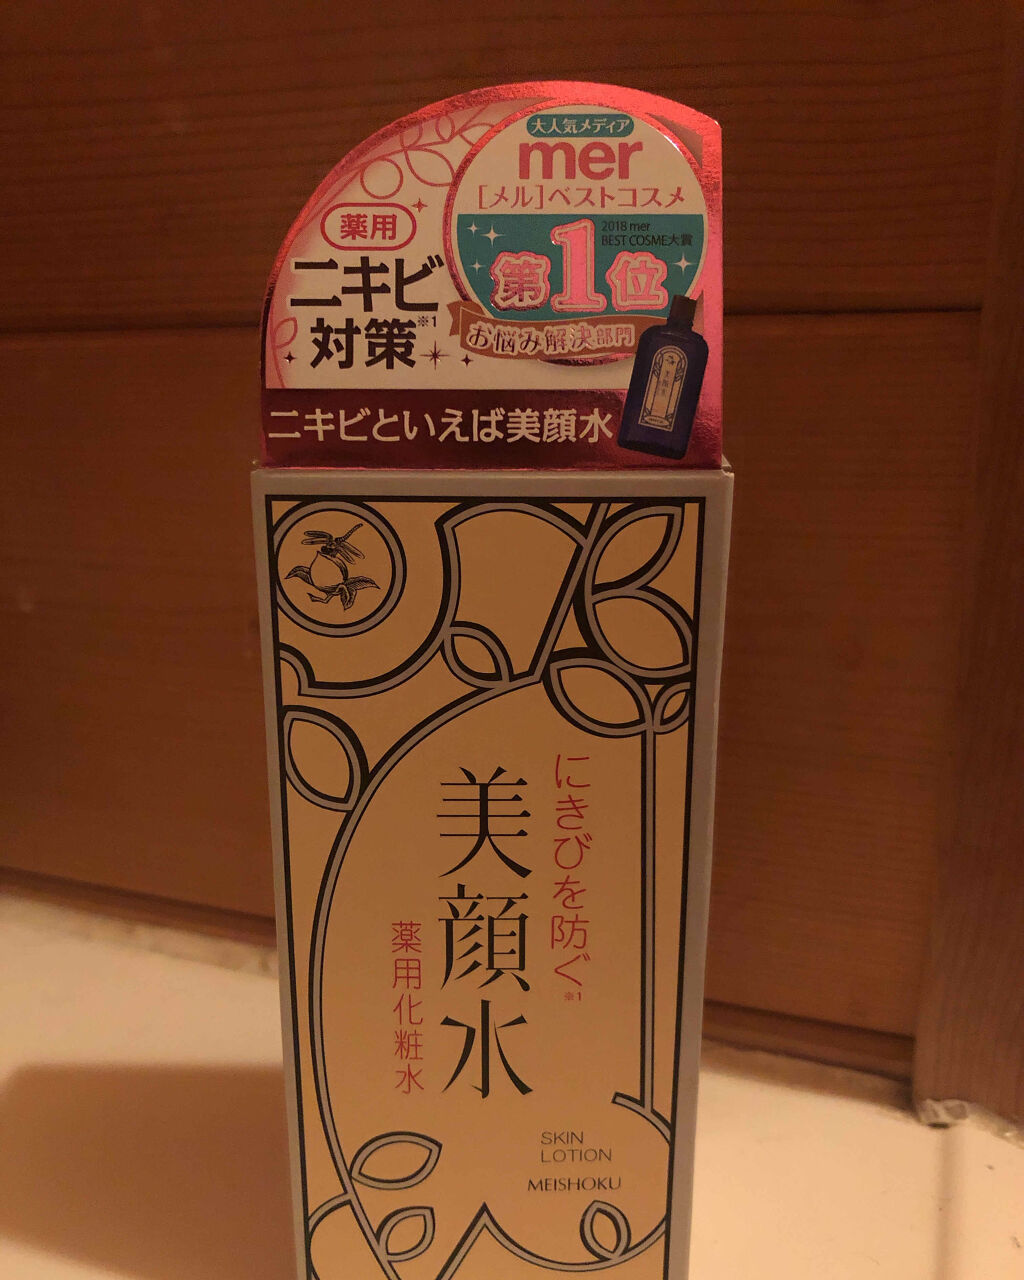 大人気メディア
mer
[メル]ベストコスメ
2018 mer
BEST COSME大賞
第1位
お悩み解決部門
薬用
ニキビ
対策※1
ニキビといえば美顔水
にきびを防ぐ※1
美顔水
薬用化粧水
SKIN
LOTION
MEISHOKU